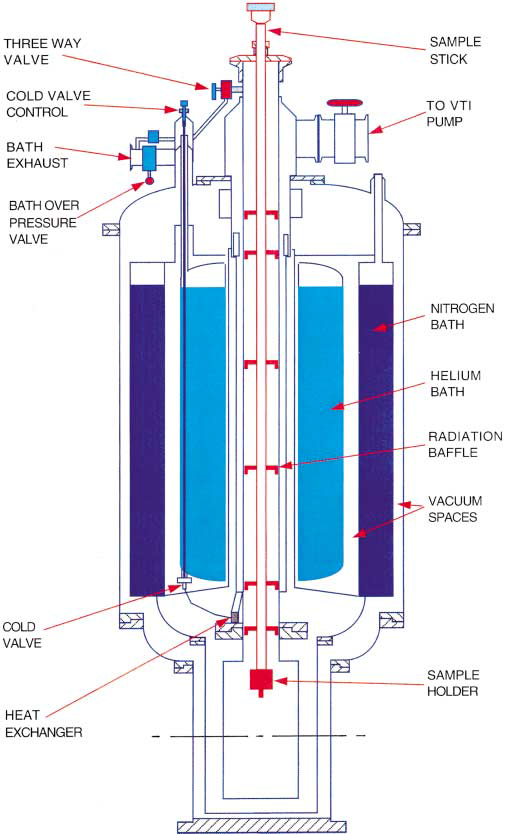 THREE WAY
VALVE
COLD VALVE
CONTROL
BATH
EXHAUST
BATH OVER
PRESSURE
VALVE
COLD
VALVE
HEAT
EXCHANGER
SAMPLE
STICK
TO VTI
PUMP
NITROGEN
BATH
HELIUM
BATH
RADIATION
BAFFLE
VACUUM
SPACES
SAMPLE
HOLDER